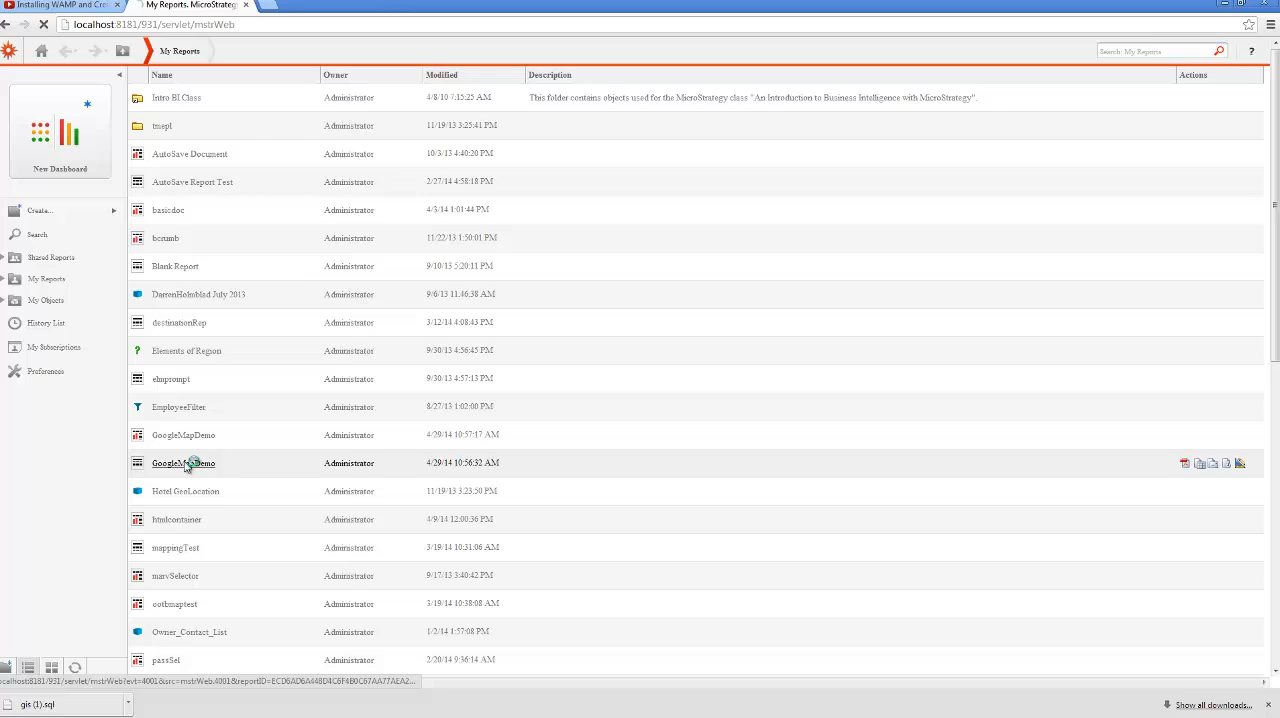 Installing WAMP and Cre
My Reports. MicroStrateg
localhost:8181/931/servlet/mstrWeb
My Reports
Search: My Reports
?
Name Owner Modified Description Actions
Intro BI Class Administrator 4/8/10 7:15:25 AM This folder contains objects used for the MicroStrategy class "An Introduction to Business Intelligence with MicroStrategy".
tmepl Administrator 11/19/13 3:25:41 PM
AutoSave Document Administrator 10/3/13 4:40:20 PM
AutoSave Report Test Administrator 2/27/14 4:58:18 PM
basicdoc Administrator 4/3/14 1:01:44 PM
bcrumb Administrator 11/22/13 1:50:01 PM
Blank Report Administrator 9/10/13 5:20:11 PM
DarrenHolmblad July 2013 Administrator 9/6/13 11:46:38 AM
destinationRep Administrator 3/12/14 4:08:43 PM
Elements of Region Administrator 9/30/13 4:56:45 PM
elmprompt Administrator 9/30/13 4:57:13 PM
EmployeeFilter Administrator 8/27/13 1:02:00 PM
GoogleMapDemo Administrator 4/29/14 10:57:17 AM
GoogleMapDemo Administrator 4/29/14 10:56:32 AM
Hotel GeoLocation Administrator 11/19/13 3:23:50 PM
htmlcontainer Administrator 4/9/14 12:00:36 PM
mappingTest Administrator 3/19/14 10:31:06 AM
marvSelector Administrator 9/17/13 3:40:42 PM
ootbmaptest Administrator 3/19/14 10:38:08 AM
Owner_Contact_List Administrator 1/2/14 1:57:08 PM
passSel Administrator 2/20/14 9:36:14 AM
New Dashboard
Create...
Search
Shared Reports
My Reports
My Objects
History List
My Subscriptions
Preferences
gis (1).sql
Show all downloads...